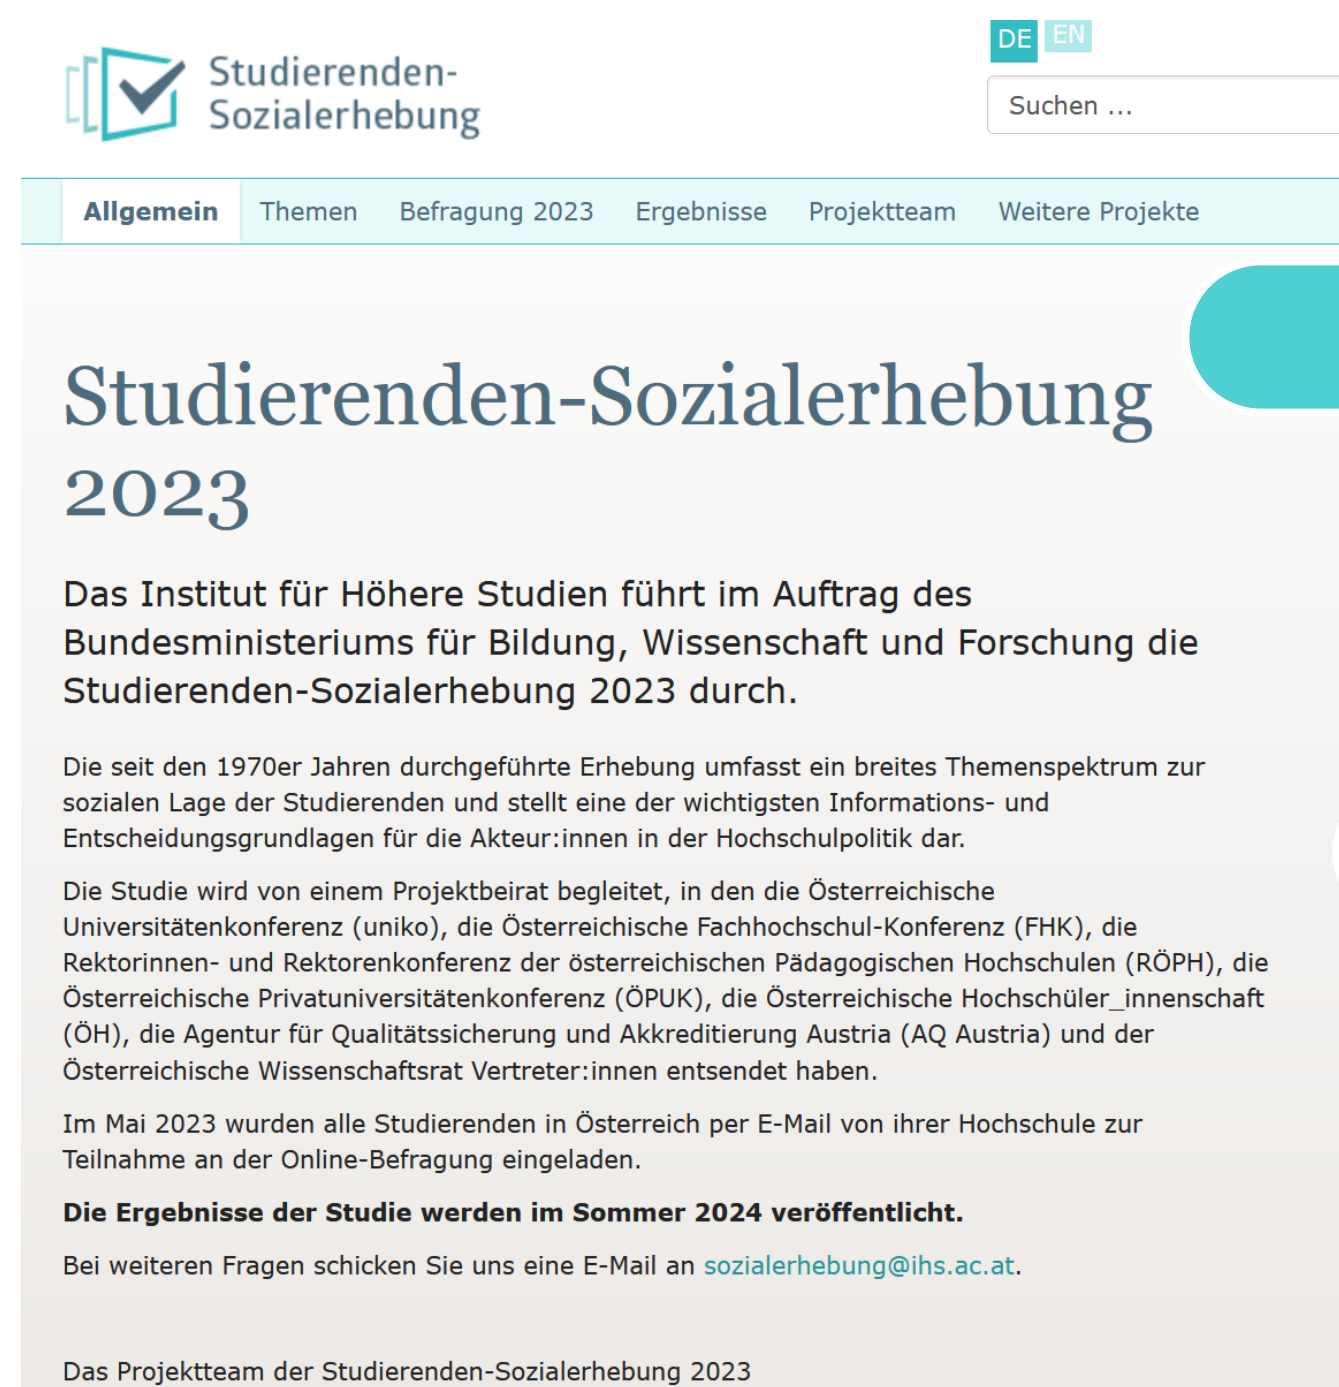 Studierenden-
Sozialerhebung
DE EN
Suchen ...
Allgemein Themen Befragung 2023 Ergebnisse Projektteam Weitere Projekte
Studierenden-Sozialerhebung
2023
Das Institut für Höhere Studien führt im Auftrag des
Bundesministeriums für Bildung, Wissenschaft und Forschung die
Studierenden-Sozialerhebung 2023 durch.
Die seit den 1970er Jahren durchgeführte Erhebung umfasst ein breites Themenspektrum zur
sozialen Lage der Studierenden und stellt eine der wichtigsten Informations- und
Entscheidungsgrundlagen für die Akteur:innen in der Hochschulpolitik dar.
Die Studie wird von einem Projektbeirat begleitet, in den die Österreichische
Universitätenkonferenz (uniko), die Österreichische Fachhochschul-Konferenz (FHK), die
Rektorinnen- und Rektorenkonferenz der österreichischen Pädagogischen Hochschulen (RÖPH), die
Österreichische Privatuniversitätenkonferenz (ÖPUK), die Österreichische Hochschüler_innenschaft
(ÖH), die Agentur für Qualitätssicherung und Akkreditierung Austria (AQ Austria) und der
Österreichische Wissenschaftsrat Vertreter:innen entsendet haben.
Im Mai 2023 wurden alle Studierenden in Österreich per E-Mail von ihrer Hochschule zur
Teilnahme an der Online-Befragung eingeladen.
Die Ergebnisse der Studie werden im Sommer 2024 veröffentlicht.
Bei weiteren Fragen schicken Sie uns eine E-Mail an sozialerhebung@ihs.ac.at.
Das Projektteam der Studierenden-Sozialerhebung 2023